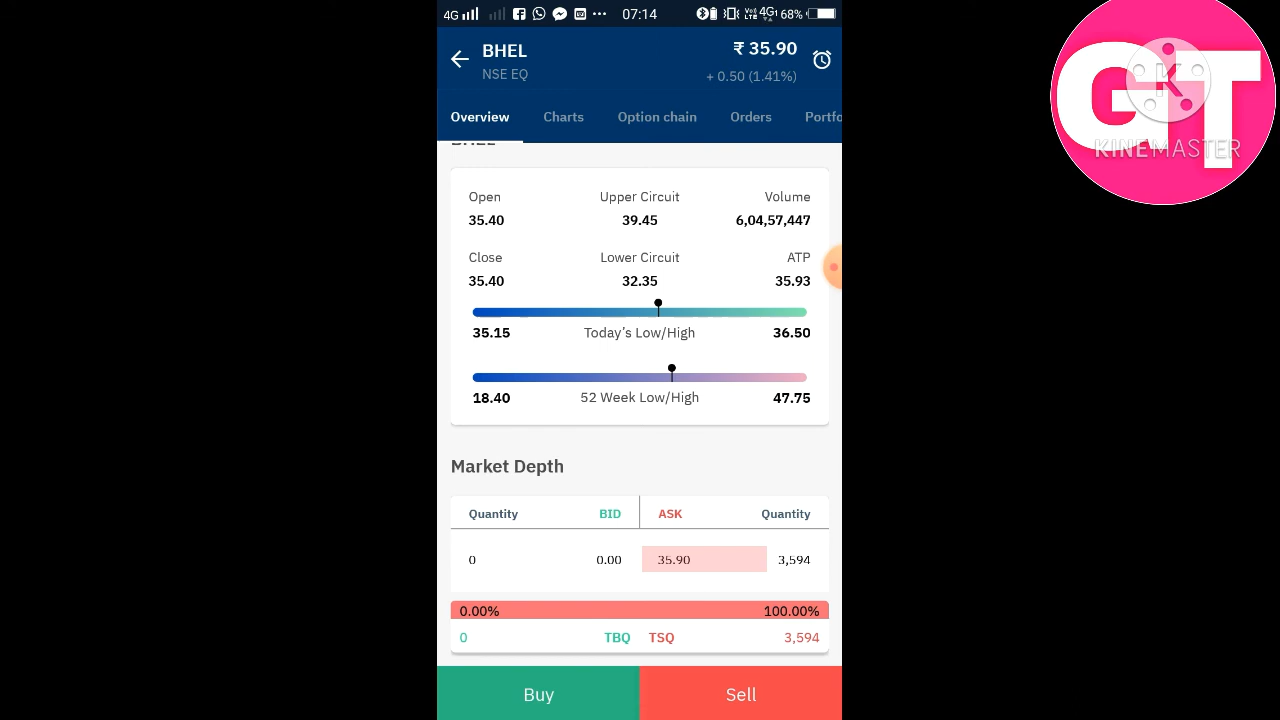 4G 07:14 4G 68%
BHEL ₹ 35.90
NSE EQ + 0.50 (1.41%)
Overview Charts Option chain Orders Portfo
BHEL
Open Upper Circuit Volume
35.40 39.45 6,04,57,447
Close Lower Circuit ATP
35.40 32.35 35.93
35.15 Today's Low/High 36.50
18.40 52 Week Low/High 47.75
Market Depth
Quantity BID ASK Quantity
0 0.00 35.90 3,594
0.00% 100.00%
0 TBQ TSQ 3,594
Buy Sell
GT
K
KINEMASTER